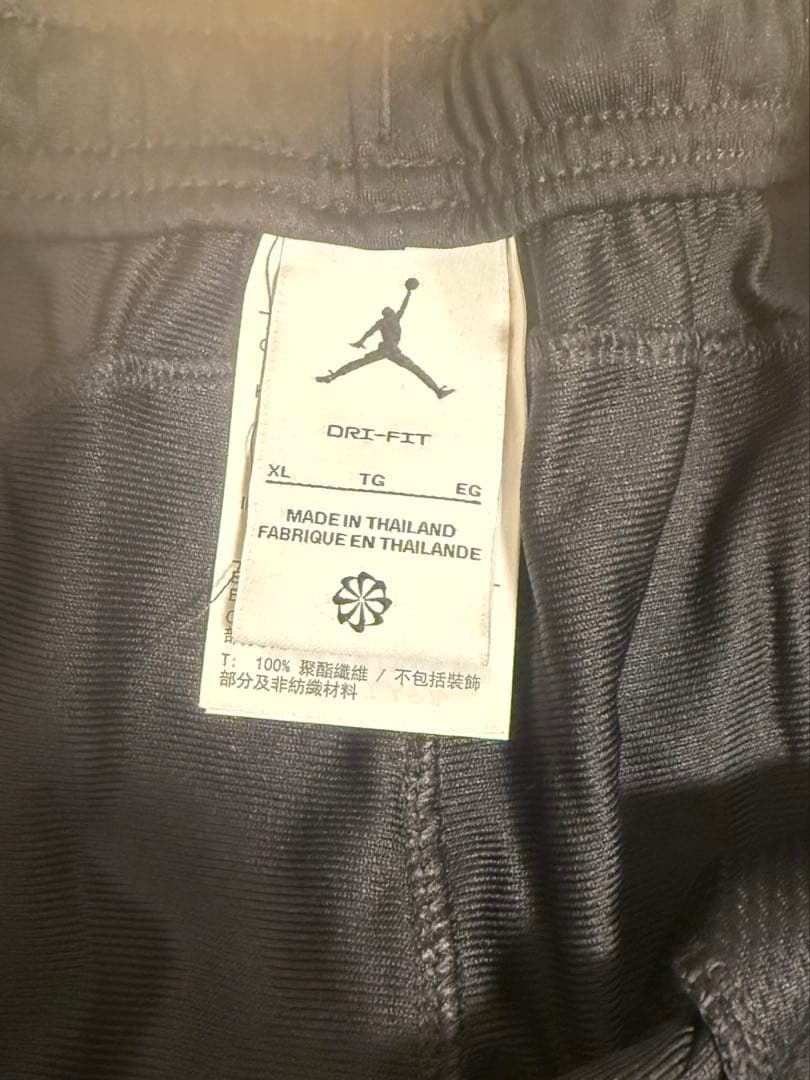 DRI-FIT
XL TG EG
MADE IN THAILAND
FABRIQUE EN THAILANDE
T: 100% 聚酯纖維 / 不包括裝飾
部分及非紡織材料